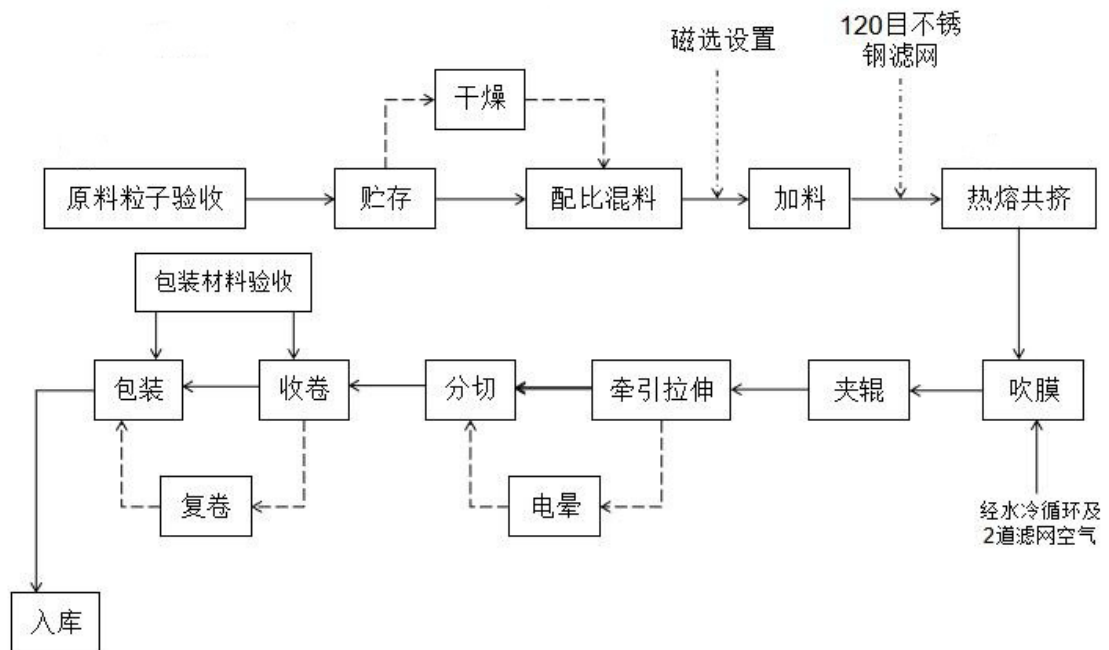 磁选设置
120目不锈
钢滤网
干燥
原料粒子验收
贮存
配比混料
加料
热熔共挤
包装材料验收
包装
收卷
分切
牵引拉伸
夹辊
吹膜
复卷
电晕
经水冷循环及
2道滤网空气
入库